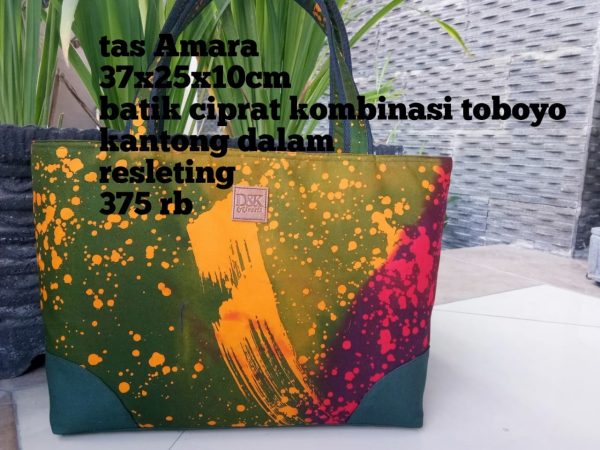 tas Amara
37x25x10cm
batik ciprat kombinasi toboyo
kantong dalam
resleting
375 rb
D&K